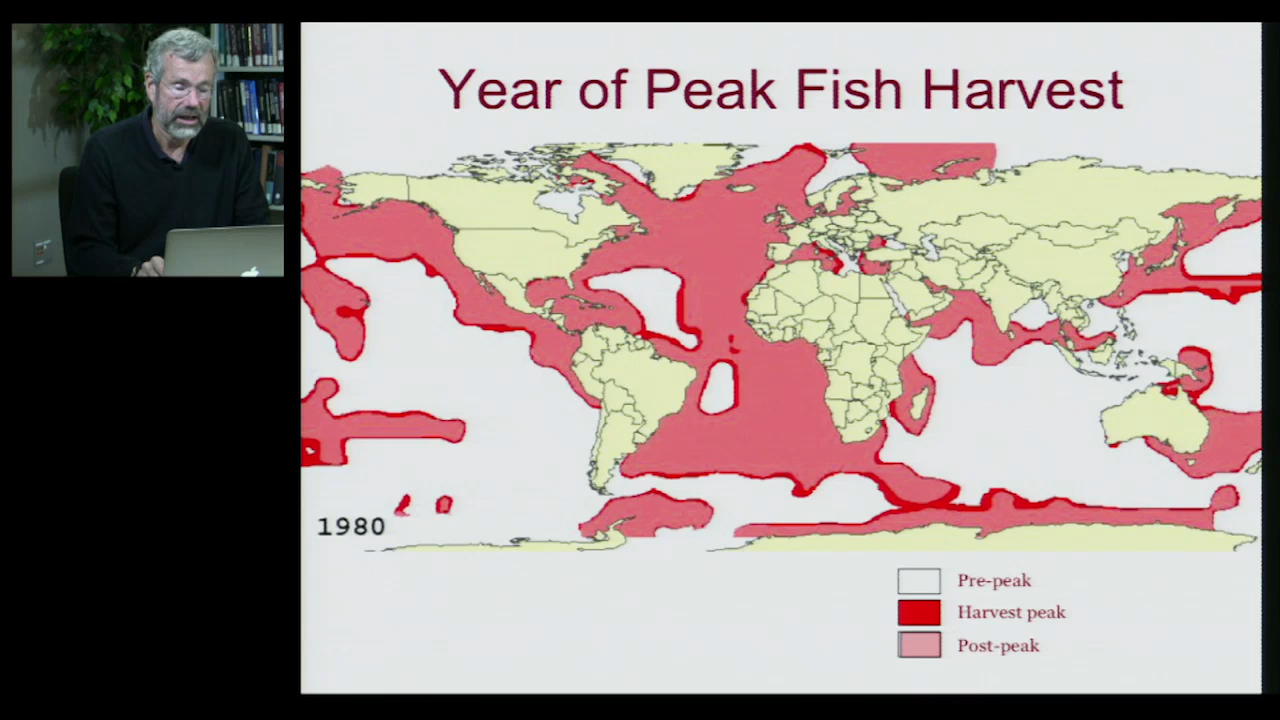 Year of Peak Fish Harvest
1980
Pre-peak
Harvest peak
Post-peak